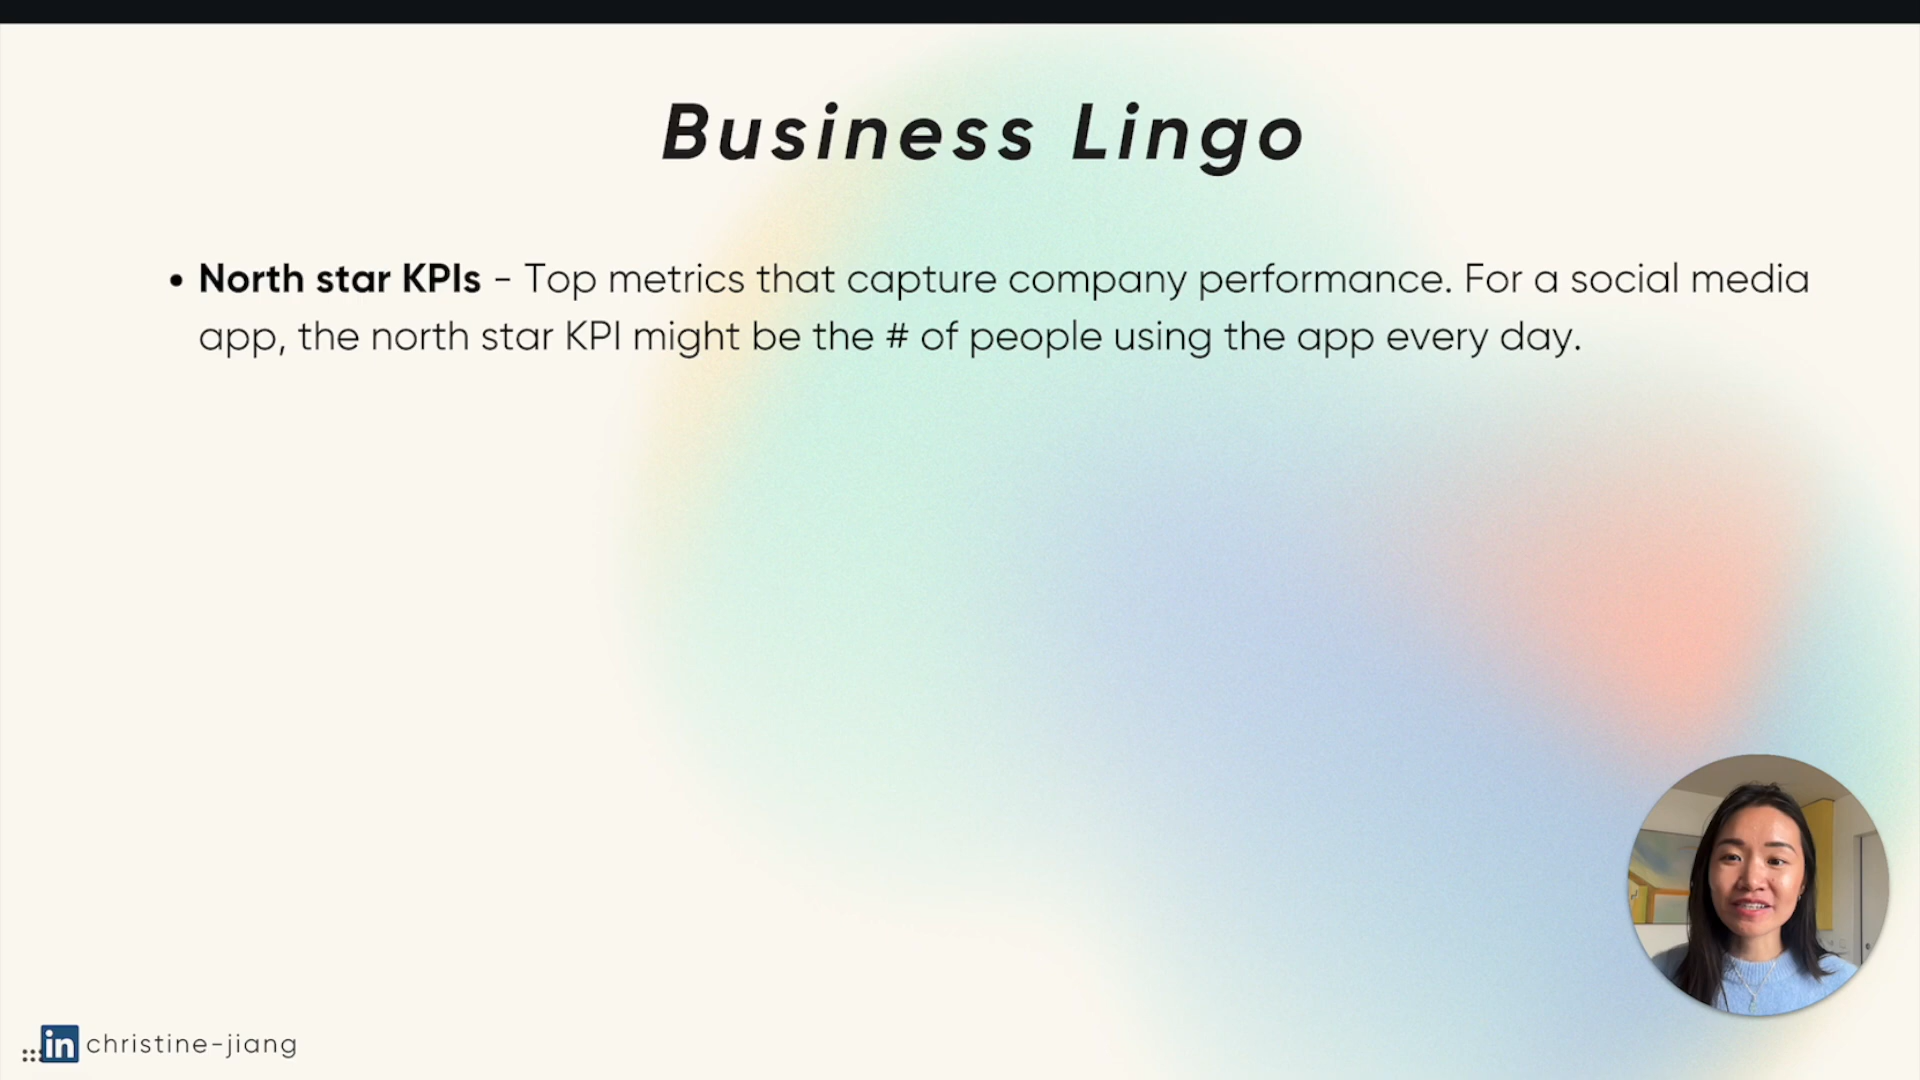 Business Lingo
• North star KPIs - Top metrics that capture company performance. For a social media
app, the north star KPI might be the # of people using the app every day.
in christine-jiang